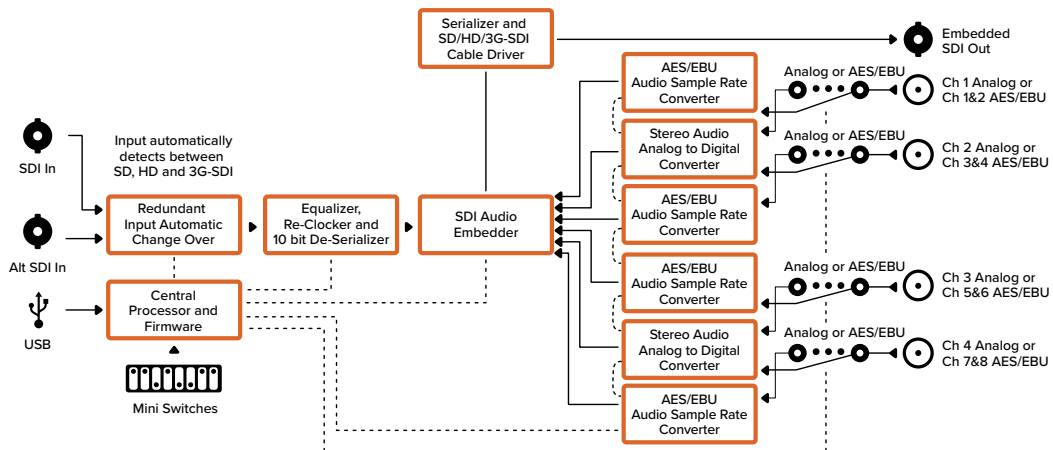 Serializer and
SD/HD/3G-SDI
Cable Driver
Embedded
SDI Out
AES/EBU
Audio Sample Rate
Converter
Analog or AES/EBU
Ch 1 Analog or
Ch 1&2 AES/EBU
SDI In
Input automatically
detects between
SD, HD and 3G-SDI
Stereo Audio
Analog to Digital
Converter
Analog or AES/EBU
Ch 2 Analog or
Ch 3&4 AES/EBU
Alt SDI In
Redundant
Input Automatic
Change Over
Equalizer,
Re-Clocker and
10 bit De-Serializer
SDI Audio
Embedder
AES/EBU
Audio Sample Rate
Converter
AES/EBU
Audio Sample Rate
Converter
Analog or AES/EBU
Ch 3 Analog or
Ch 5&6 AES/EBU
USB
Central
Processor and
Firmware
Stereo Audio
Analog to Digital
Converter
Analog or AES/EBU
Ch 4 Analog or
Ch 7&8 AES/EBU
Mini Switches
AES/EBU
Audio Sample Rate
Converter